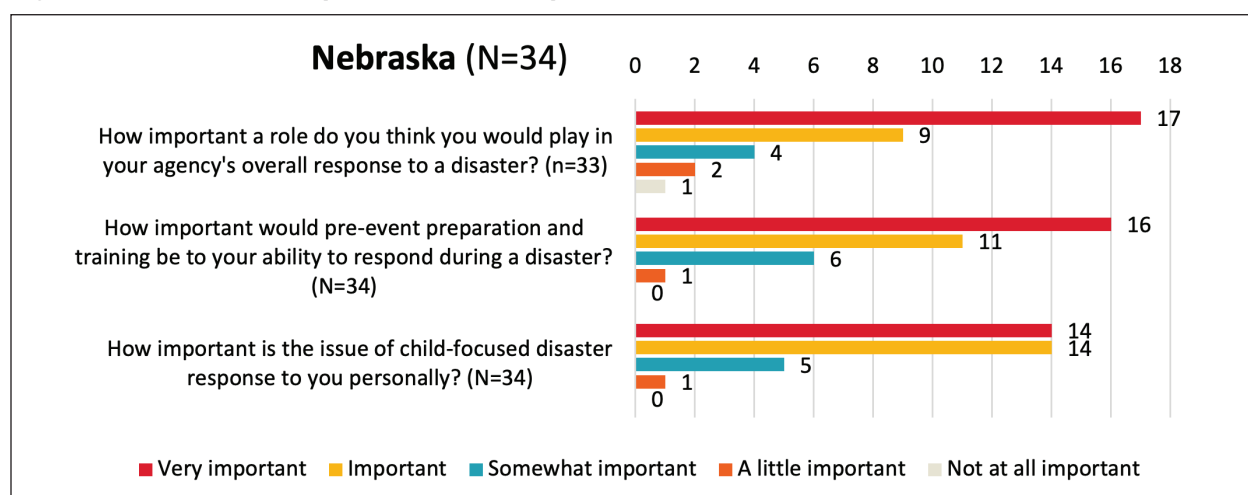 Nebraska (N=34)
0 2 4 6 8 10 12 14 16 18
How important a role do you think you would play in
your agency's overall response to a disaster? (n=33)
17
9
4
2
1
How important would pre-event preparation and
training be to your ability to respond during a disaster?
(N=34)
16
11
6
1
0
How important is the issue of child-focused disaster
response to you personally? (N=34)
14
14
5
1
0
Very important Important Somewhat important A little important Not at all important